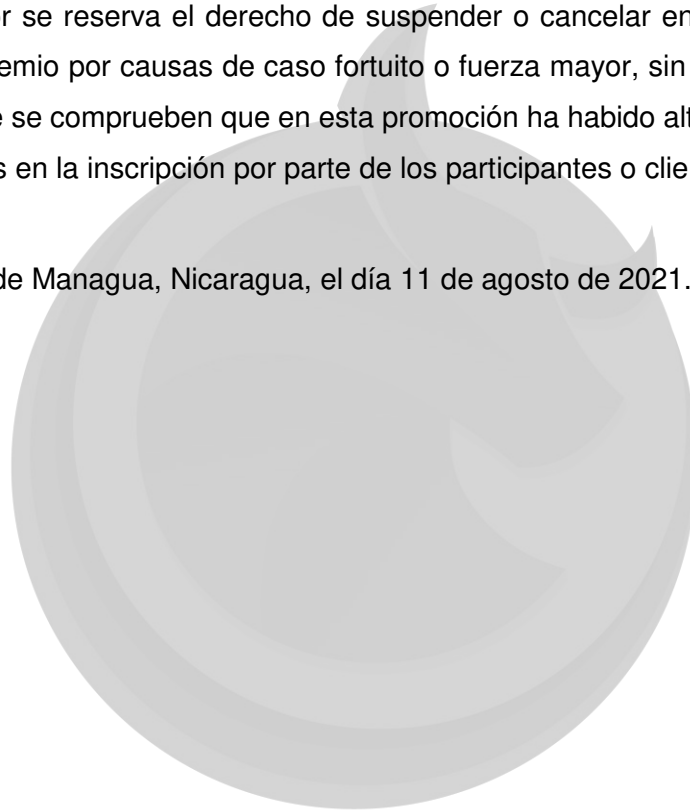 or se reserva el derecho de suspender o cancelar en
emio por causas de caso fortuito o fuerza mayor, sin
e se comprueben que en esta promoción ha habido alt
s en la inscripción por parte de los participantes o clie
de Managua, Nicaragua, el día 11 de agosto de 2021.